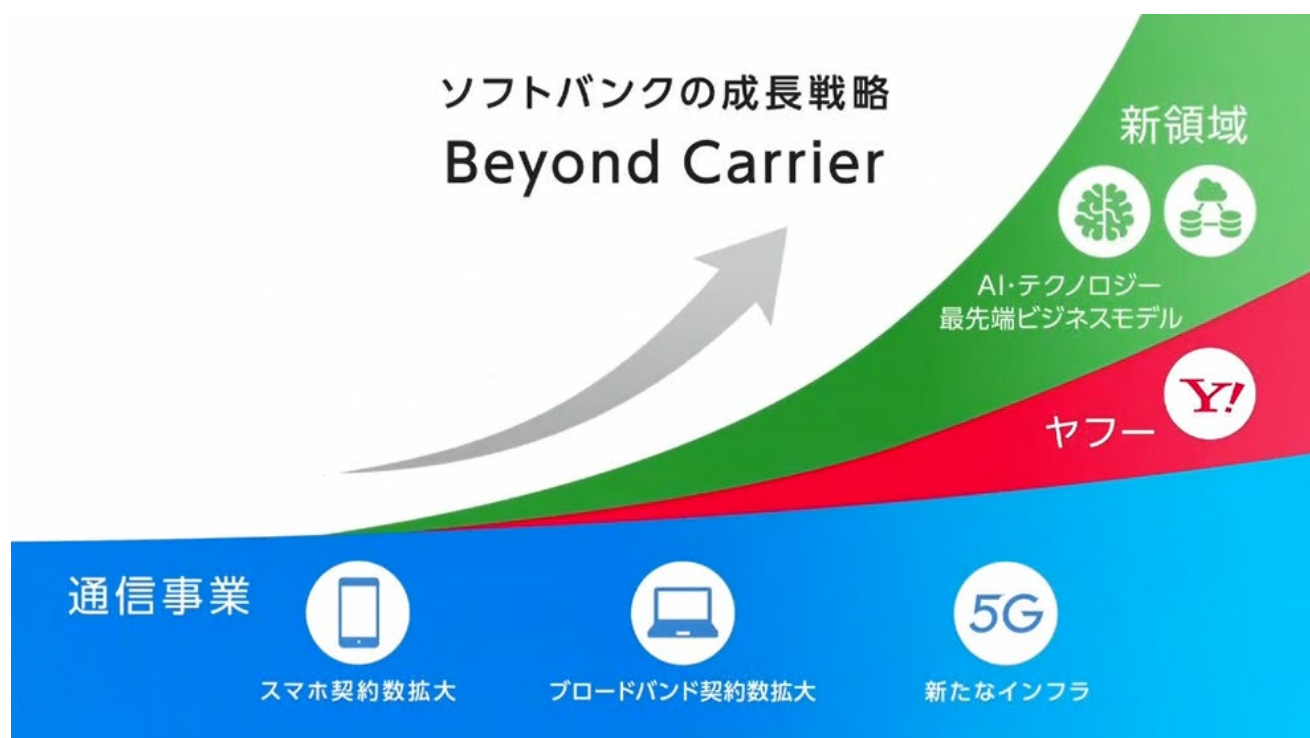 ソフトバンクの成長戦略
Beyond Carrier
新領域
AI・テクノロジー
最先端ビジネスモデル
Y!
ヤフー
通信事業
5G
スマホ契約数拡大
ブロードバンド契約数拡大
新たなインフラ